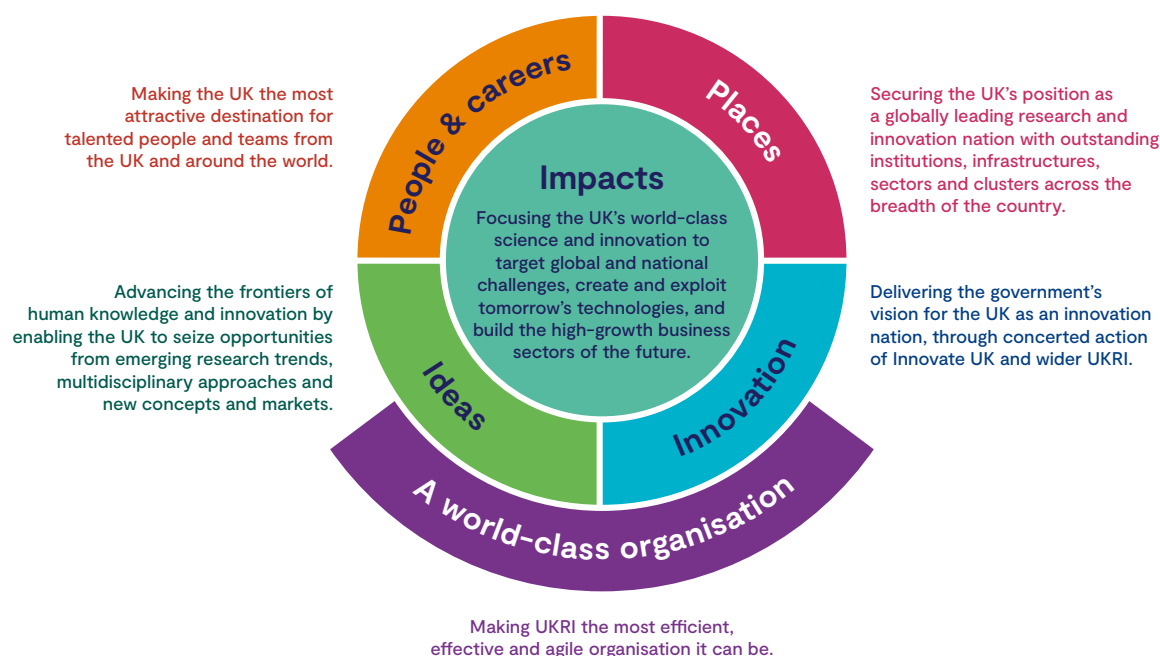 People & careers
Making the UK the most
attractive destination for
talented people and teams from
the UK and around the world.
Places
Securing the UK's position as
a globally leading research and
innovation nation with outstanding
institutions, infrastructures,
sectors and clusters across the
breadth of the country.
Impacts
Focusing the UK's world-class
science and innovation to
target global and national
challenges, create and exploit
tomorrow's technologies, and
build the high-growth business
sectors of the future.
Ideas
Advancing the frontiers of
human knowledge and innovation by
enabling the UK to seize opportunities
from emerging research trends,
multidisciplinary approaches and
new concepts and markets.
Innovation
Delivering the government's
vision for the UK as an innovation
nation, through concerted action
of Innovate UK and wider UKRI.
A world-class organisation
Making UKRI the most efficient,
effective and agile organisation it can be.